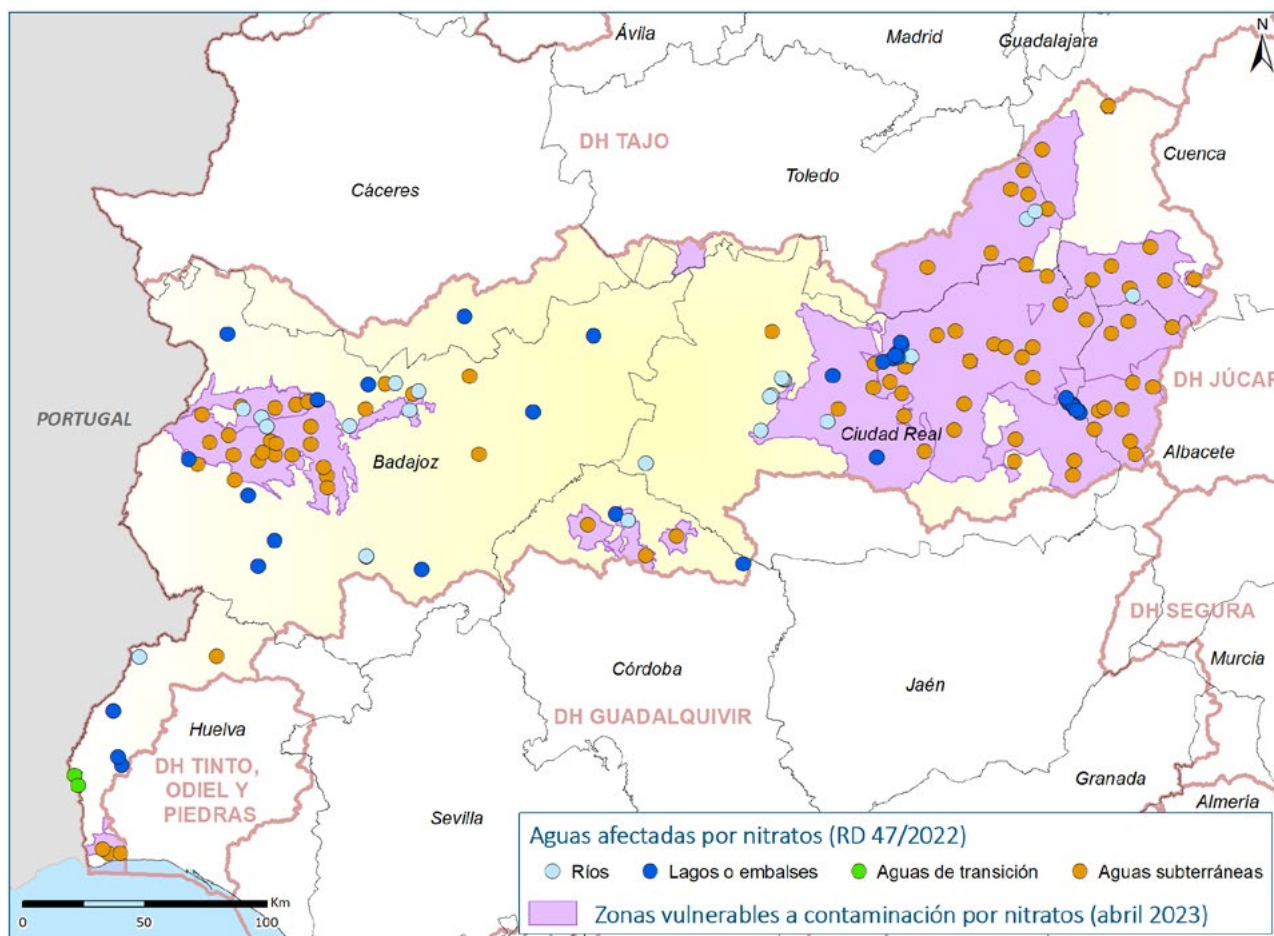 Ávila
Madrid
Guadalajara
N
DH TAJO
Cuenca
Cáceres
Toledo
PORTUGAL
DH JÚCAR
Badajoz
Ciudad Real
Albacete
DH SEGURA
Murcia
Córdoba
Jaén
Huelva
DH GUADALQUIVIR
DH TINTO,
ODIEL Y
PIEDRAS
Granada
Almería
Sevilla
Aguas afectadas por nitratos (RD 47/2022)
Ríos Lagos o embalses Aguas de transición Aguas subterráneas
Zonas vulnerables a contaminación por nitratos (abril 2023)
Km
0 50 100